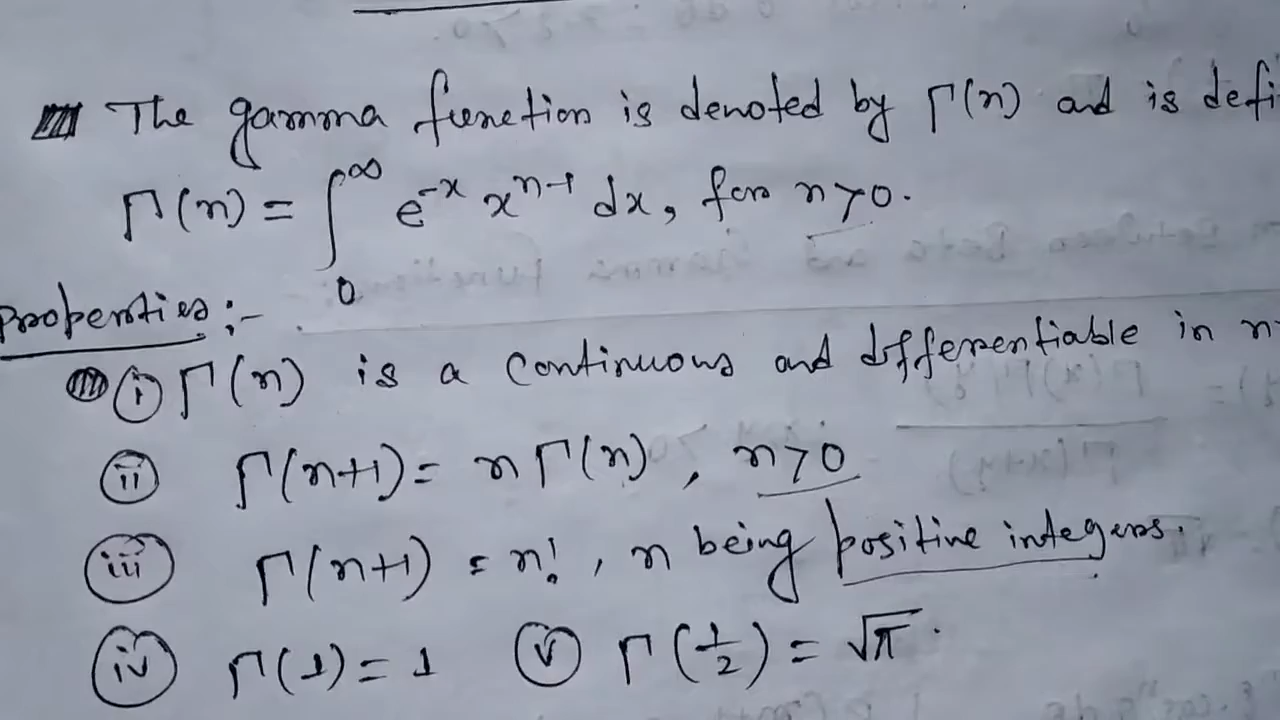 The gamma function is denoted by Γ(n) and is defi
Γ(n) = ∫₀^∞ e^{-x} x^{n-1} dx, for n>0.
Properties:-
(i) Γ(n) is a continuous and differentiable in n
(ii) Γ(n+1) = nΓ(n), n>0
(iii) Γ(n+1) = n!, n being positive integers.
(iv) Γ(1) = 1 (v) Γ(1/2) = √π.